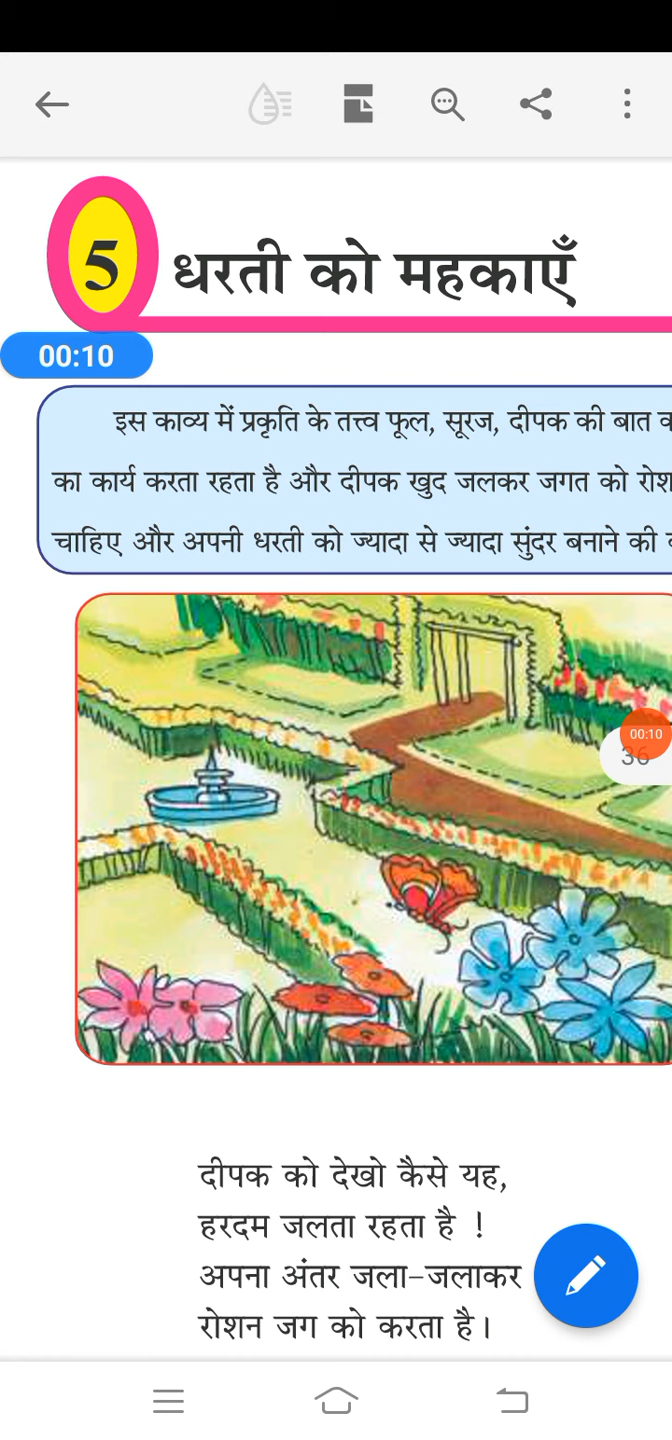 5 धरती को महकाएँ
00:10
इस काव्य में प्रकृति के तत्त्व फूल, सूरज, दीपक की बात
का कार्य करता रहता है और दीपक खुद जलकर जगत को
चाहिए और अपनी धरती को ज्यादा से ज्यादा सुंदर बनाने की
00:10
36
दीपक को देखो कैसे यह,
हरदम जलता रहता है !
अपना अंतर जला-जलाकर
रोशन जग को करता है।